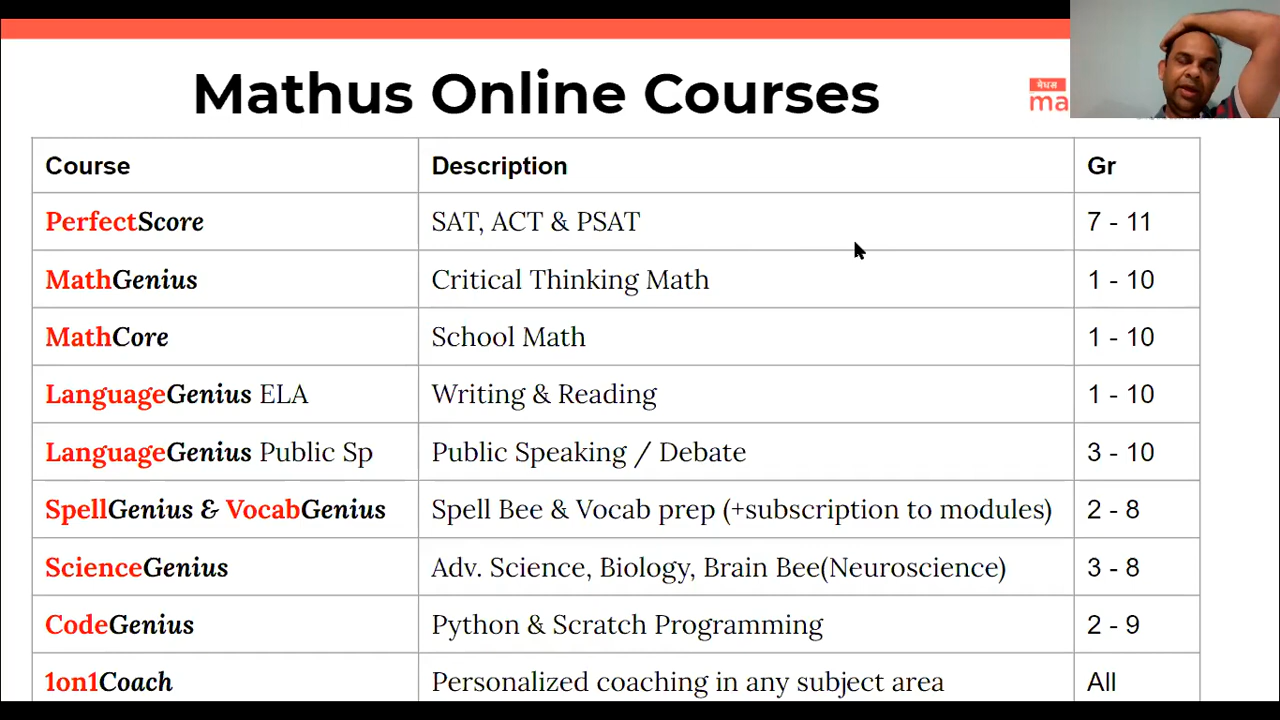 Mathus Online Courses
मेधस
ma
Course Description Gr
PerfectScore SAT, ACT & PSAT 7 - 11
MathGenius Critical Thinking Math 1 - 10
MathCore School Math 1 - 10
LanguageGenius ELA Writing & Reading 1 - 10
LanguageGenius Public Sp Public Speaking / Debate 3 - 10
SpellGenius & VocabGenius Spell Bee & Vocab prep (+subscription to modules) 2 - 8
ScienceGenius Adv. Science, Biology, Brain Bee(Neuroscience) 3 - 8
CodeGenius Python & Scratch Programming 2 - 9
1on1Coach Personalized coaching in any subject area All